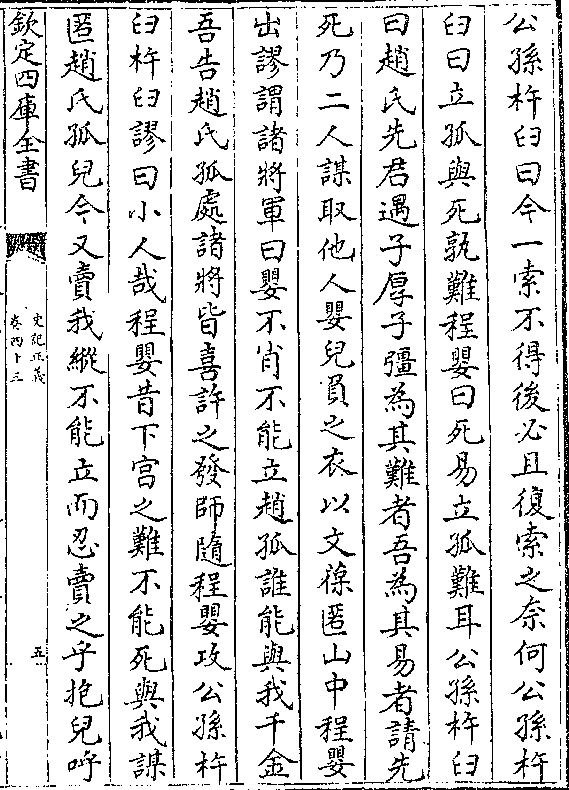 公孫杵臼曰今一索不得後必且復索之奈何公孫杵
臼曰立孤與死孰難程嬰曰死易立孤難耳公孫杵臼
曰趙氏先君遇子厚子彊為其難者吾為其易者請先
死乃二人謀取他人嬰兒負之衣以文葆匿山中程嬰
出謬謂諸將軍曰嬰不肖不能立趙孤誰能與我千金
吾告趙氏孤處諸將皆喜許之發師隨程嬰攻公孫杵
臼杵臼謬曰小人哉程嬰昔下宮之難不能死與我謀
匿趙氏孤兒今又賣我縱不能立而忍賣之乎抱兒呼
欽定四庫全書
史記正義
卷四十三
五